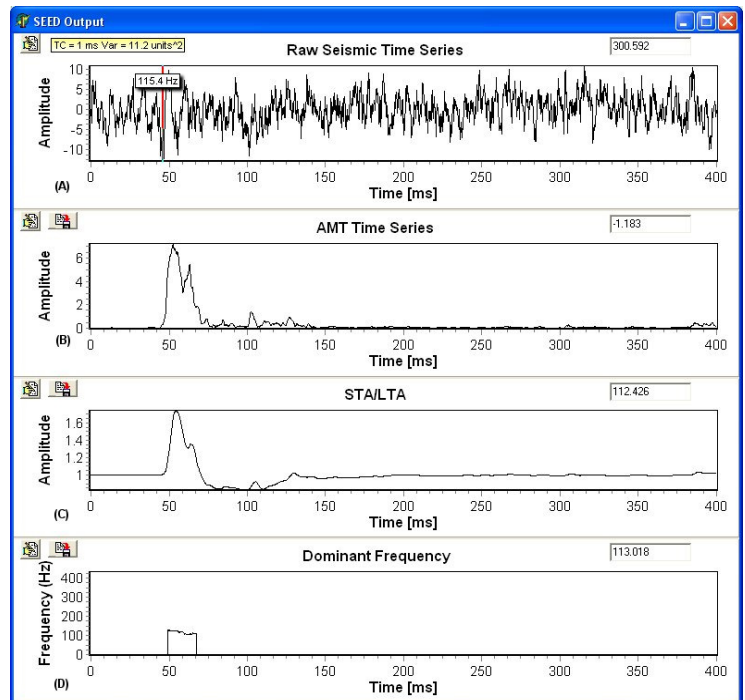 SEED Output
TC = 1 ms Var = 11.2 units^2
Raw Seismic Time Series
300.592
115.4 Hz
Amplitude
10
5
0
-5
-10
0 50 100 150 200 250 300 350 400
(A)
Time [ms]
AMT Time Series
-1.183
Amplitude
6
4
2
0
0 50 100 150 200 250 300 350 400
(B)
Time [ms]
STA/LTA
112.426
Amplitude
1.6
1.4
1.2
1
0 50 100 150 200 250 300 350 400
(C)
Time [ms]
Dominant Frequency
113.018
Frequency (Hz)
400
300
200
100
0
0 50 100 150 200 250 300 350 400
(D)
Time [ms]